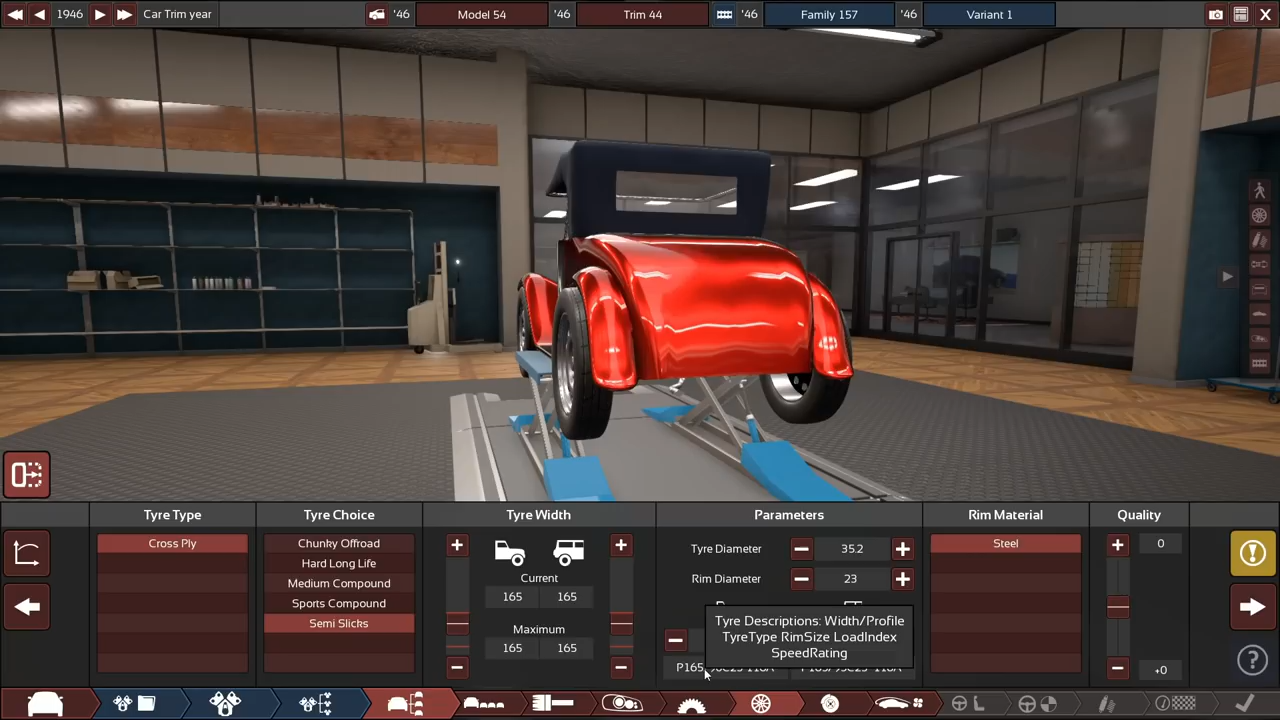 1946
Car Trim year
'46
Model 54
'46
Trim 44
'46
Family 157
'46
Variant 1
Tyre Type
Tyre Choice
Tyre Width
Parameters
Rim Material
Quality
Cross Ply
Chunky Offroad
Hard Long Life
Medium Compound
Sports Compound
Semi Slicks
+
+
Current
165 165
Maximum
165 165
Tyre Diameter
35.2
Rim Diameter
23
Tyre Descriptions: Width/Profile
TyreType RimSize LoadIndex
SpeedRating
Steel
0
+0